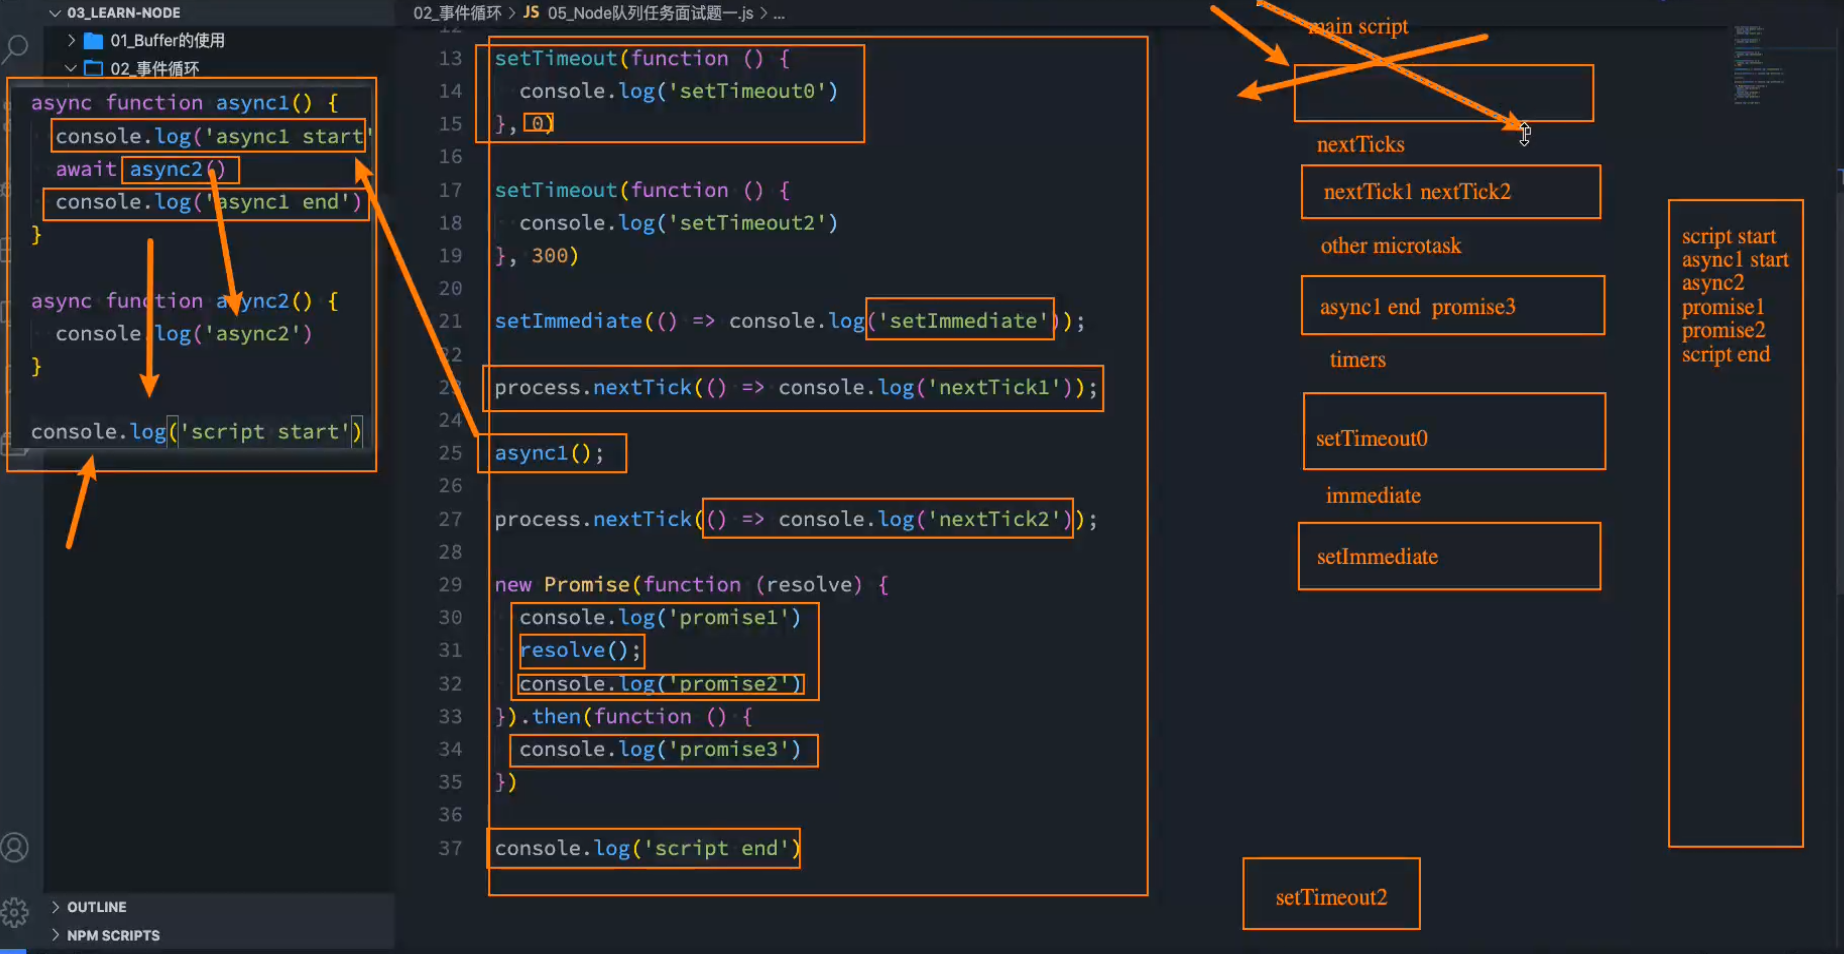 03_LEARN-NODE
01_Buffer的使用
02_事件循环
async function async1() {
console.log('async1 start'
await async2()
console.log('async1 end')
}
async function async2() {
console.log('async2')
}
console.log('script start')
OUTLINE
NPM SCRIPTS
02_事件循环 > JS 05_Node队列任务面试题一.js > ...
12
13 setTimeout(function () {
14 console.log('setTimeout0')
15 }, 0)
16
17 setTimeout(function () {
18 console.log('setTimeout2')
19 }, 300)
20
21 setImmediate(() => console.log('setImmediate'));
22
23 process.nextTick(() => console.log('nextTick1'));
24
25 async1();
26
27 process.nextTick(() => console.log('nextTick2'));
28
29 new Promise(function (resolve) {
30 console.log('promise1')
31 resolve();
32 console.log('promise2')
33 }).then(function () {
34 console.log('promise3')
35 })
36
37 console.log('script end')
main script
nextTicks
nextTick1 nextTick2
other microtask
async1 end promise3
timers
setTimeout0
immediate
setImmediate
setTimeout2
script start
async1 start
async2
promise1
promise2
script end